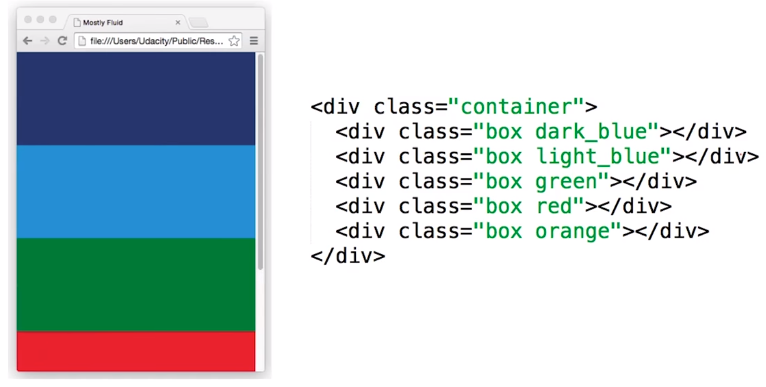 Mostly Fluid
file:///Users/Udacity/Public/Res...
<div class="container">
<div class="box dark_blue"></div>
<div class="box light_blue"></div>
<div class="box green"></div>
<div class="box red"></div>
<div class="box orange"></div>
</div>